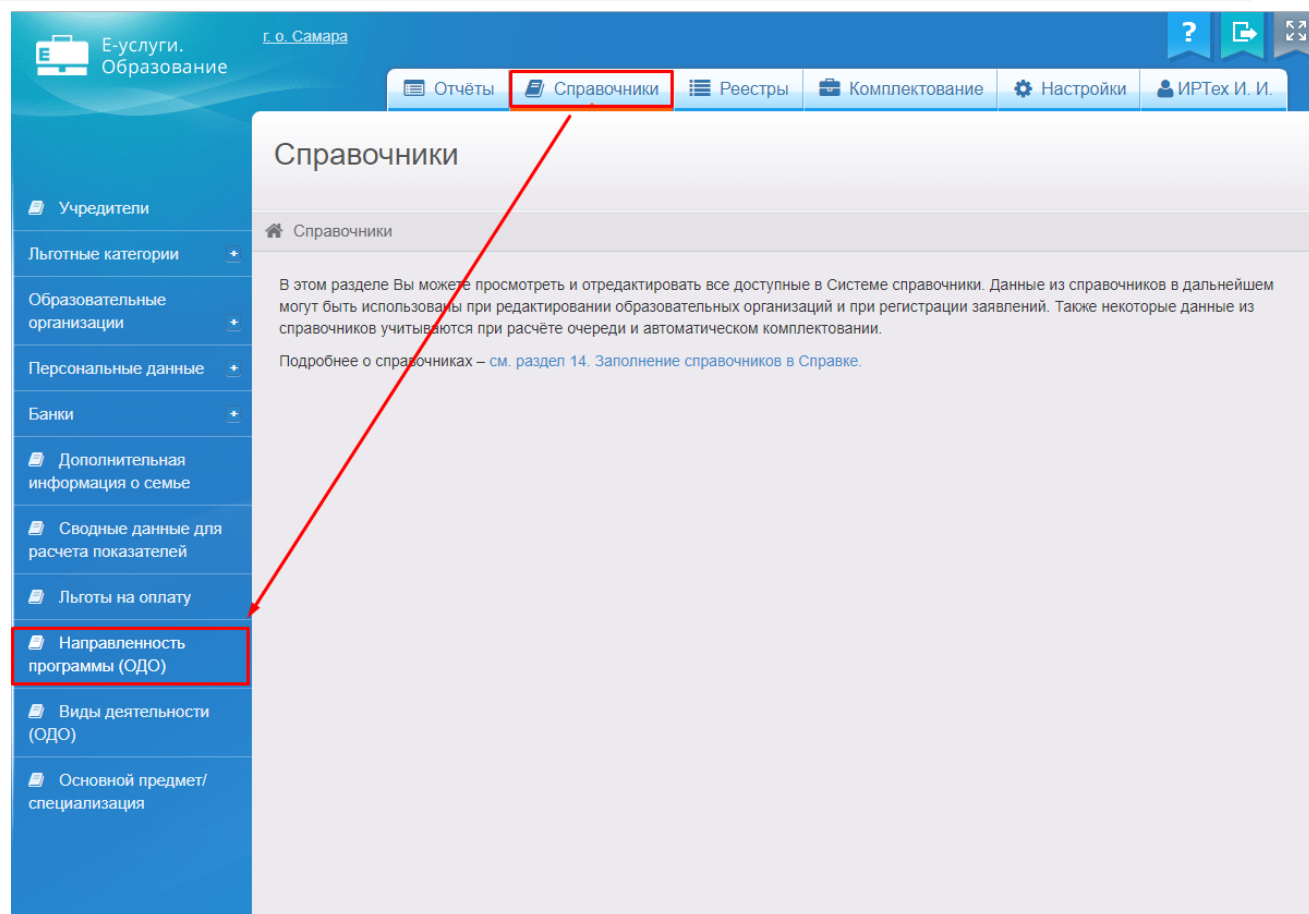 Е-услуги.
Образование
г. о. Самара
?
Отчёты
Справочники
Реестры
Комплектование
Настройки
ИРТех И. И.
Справочники
Учредители
Льготные категории
Образовательные
организации
Персональные данные
Банки
Дополнительная
информация о семье
Сводные данные для
расчета показателей
Льготы на оплату
Направленность
программы (ОДО)
Виды деятельности
(ОДО)
Основной предмет/
специализация
Справочники
В этом разделе Вы можете просмотреть и отредактировать все доступные в Системе справочники. Данные из справочников в дальнейшем
могут быть использованы при редактировании образовательных организаций и при регистрации заявлений. Также некоторые данные из
справочников учитываются при расчёте очереди и автоматическом комплектовании.
Подробнее о справочниках – см. раздел 14. Заполнение справочников в Справке.